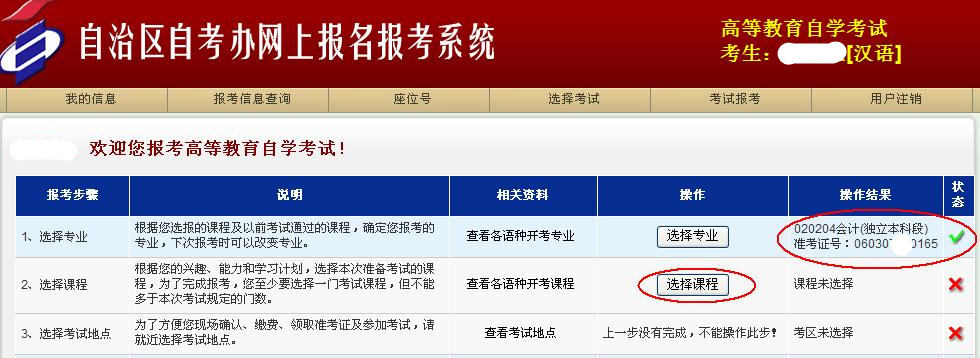 自治区自考办网上报名报考系统
高等教育自学考试
考生： [汉语]
我的信息 报考信息查询 座位号 选择考试 考试报考 用户注销
欢迎您报考高等教育自学考试！
报考步骤 说明 相关资料 操作 操作结果 状态
1、选择专业
根据您选报的课程及以前考试通过的课程，确定您报考的
专业，下次报考时可以改变专业。
查看各语种开考专业
选择专业
020204会计(独立本科段)
准考证号：060307 0165
2、选择课程
根据您的兴趣、能力和学习计划，选择本次准备考试的课
程，为了完成报考，您至少要选择一门考试课程，但不能
多于本次考试规定的门数。
查看各语种开考课程
选择课程
课程未选择
3、选择考试地点
为了方便您现场确认、缴费、领取准考证及参加考试，请
就近选择考试地点。
查看考试地点
上一步没有完成，不能操作此步！
考区未选择